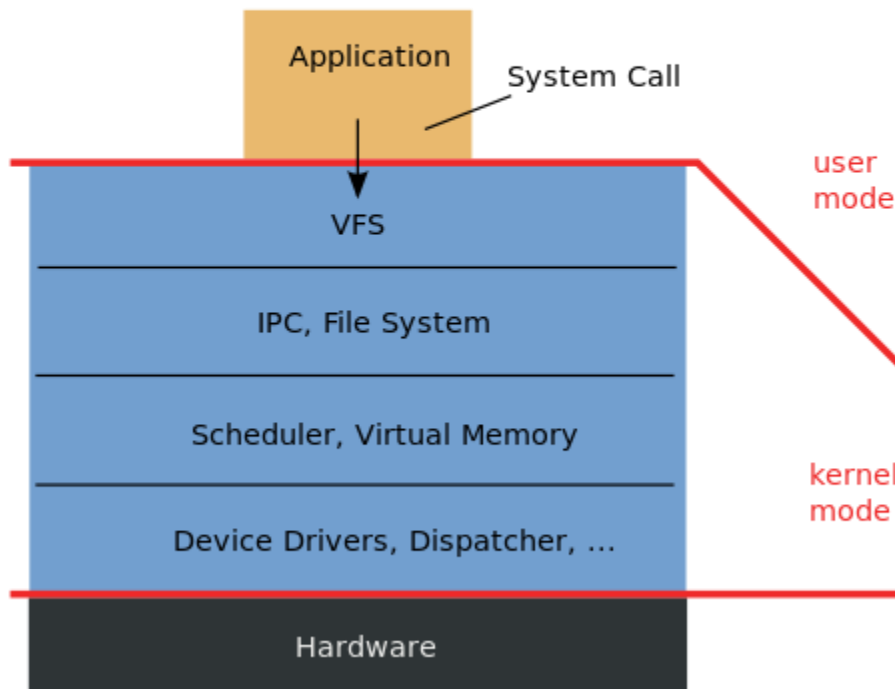 Application
System Call
user
mode
VFS
IPC, File System
Scheduler, Virtual Memory
kernel
mode
Device Drivers, Dispatcher, ...
Hardware